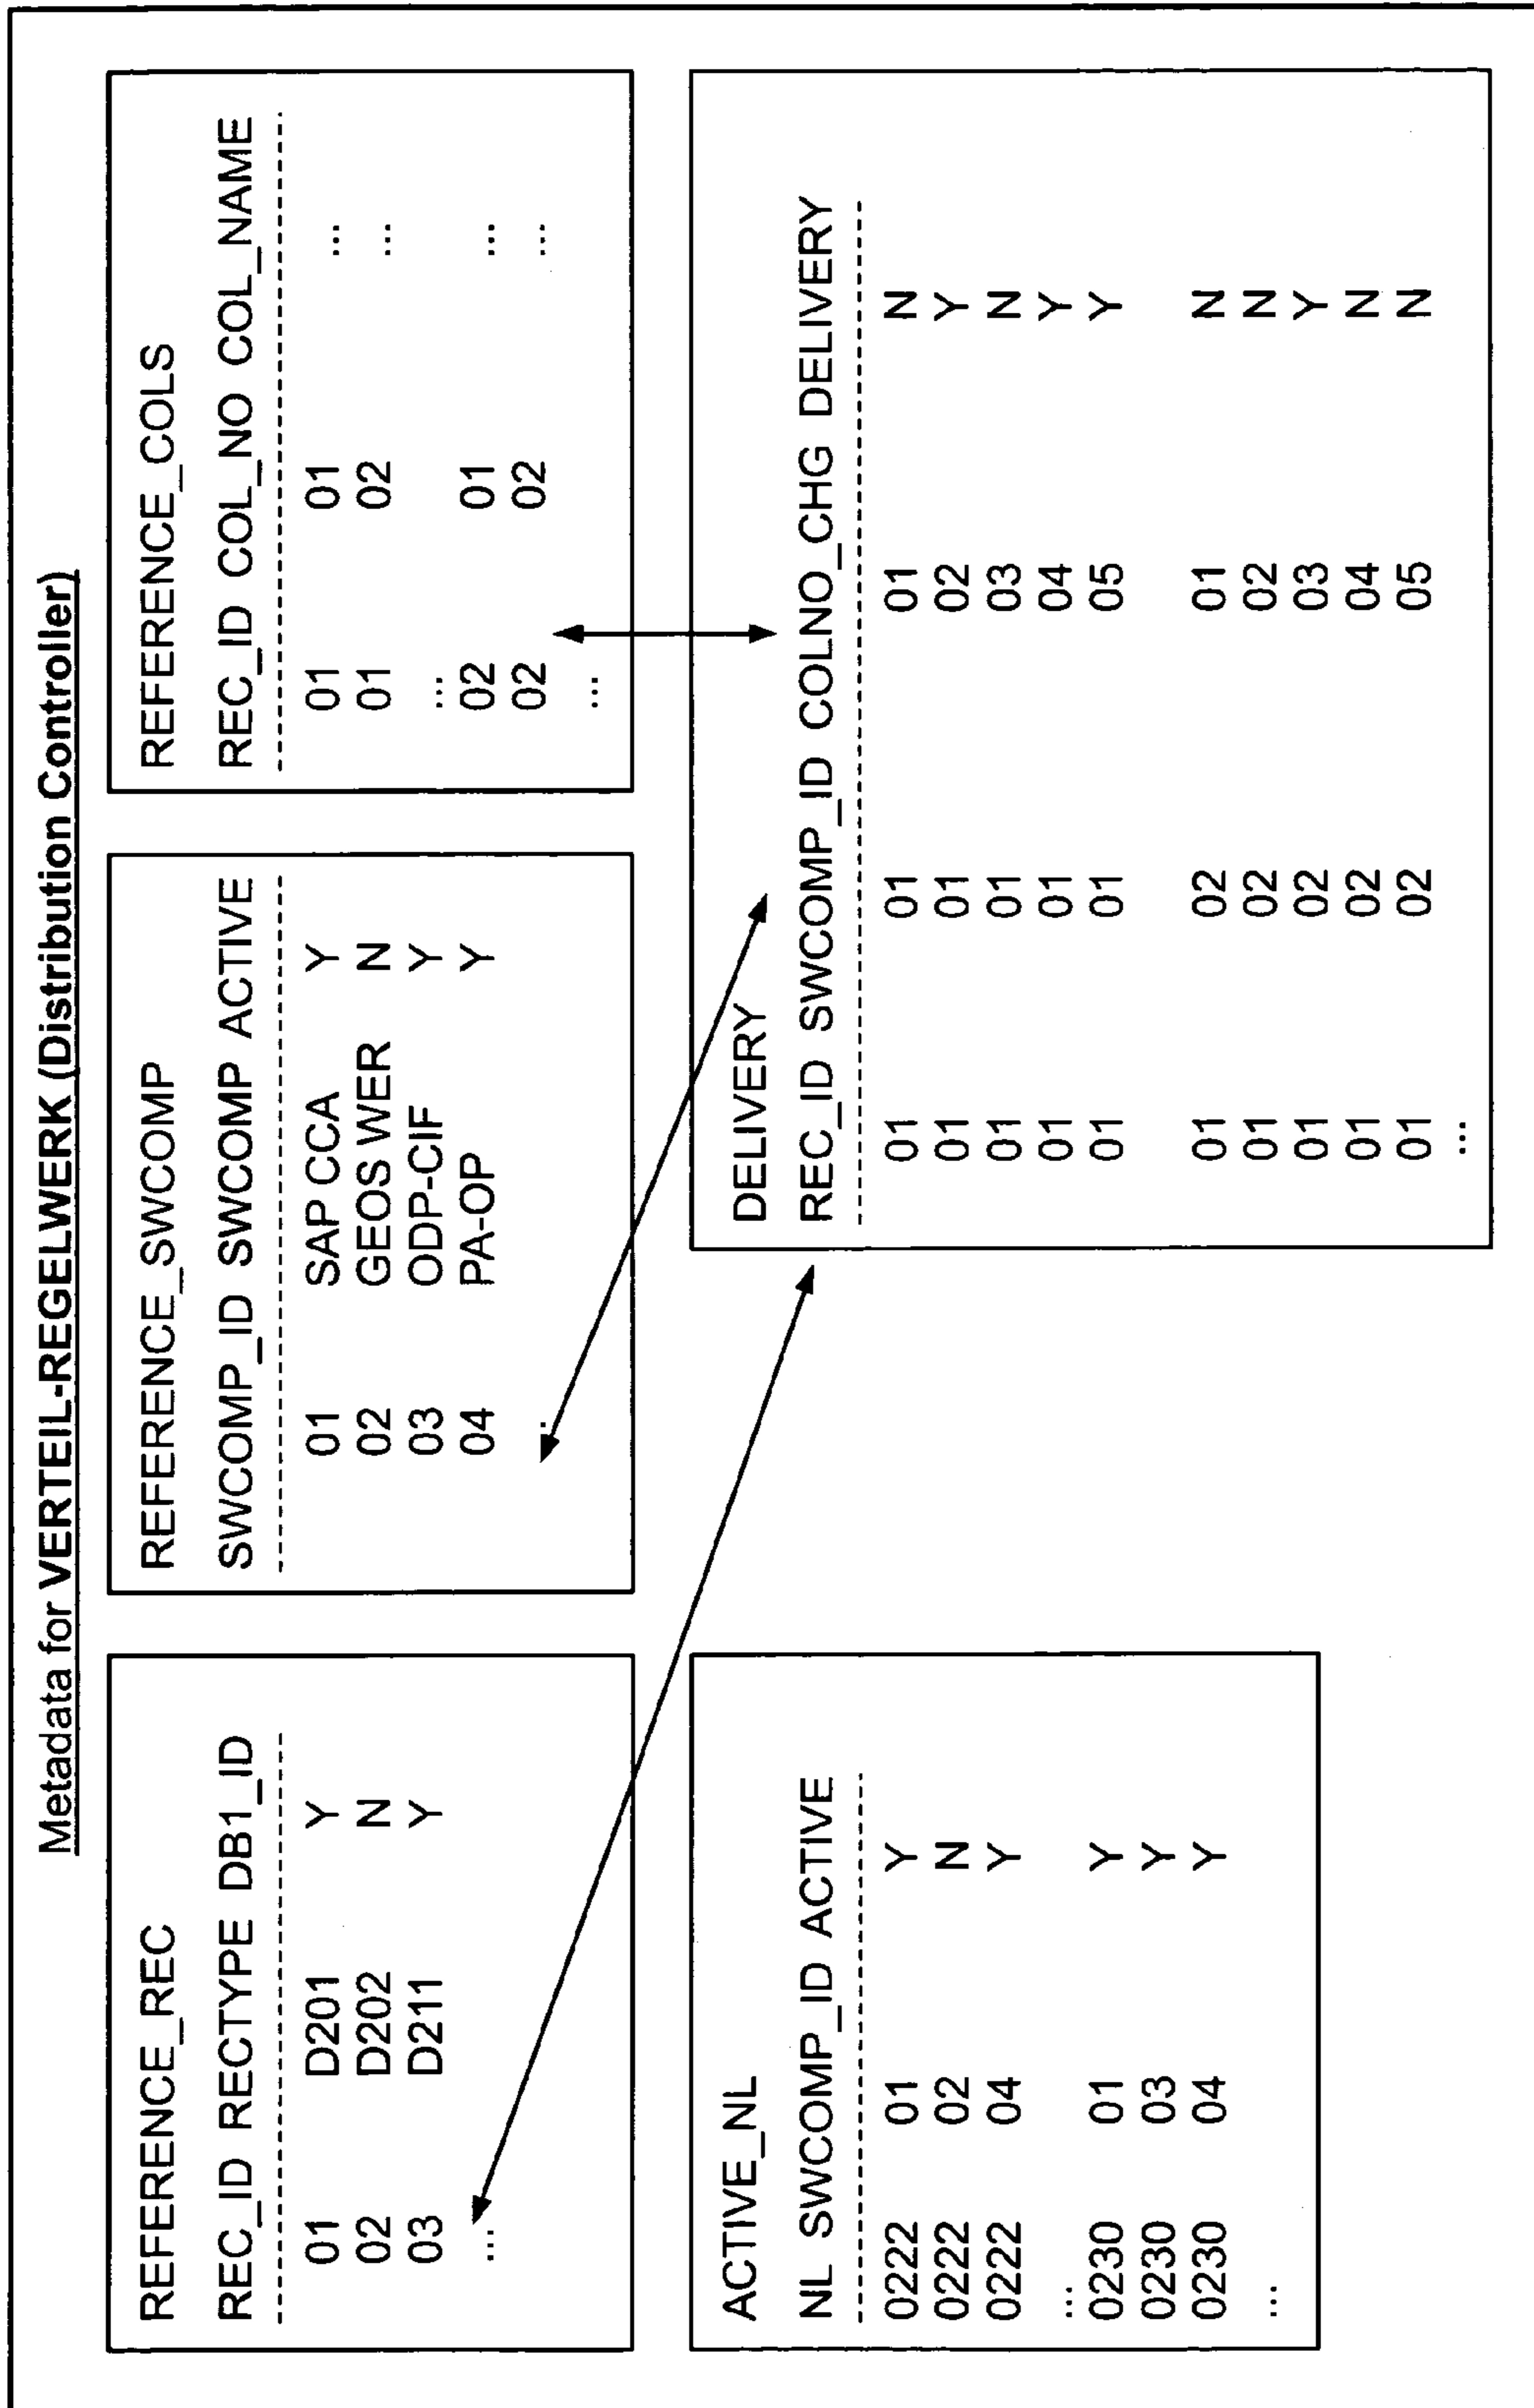 Metadata for VERTEIL-REGELWERK (Distribution Controller)
REFERENCE_REC
REC_ID RECTYPE DB1_ID
01 D201 Y
02 D202 N
03 D211 Y
...
REFERENCE_SWCOMP
SWCOMP_ID SWCOMP ACTIVE
01 SAP CCA Y
02 GEOS WER N
03 ODP-CIF Y
04 PA-OP Y
...
REFERENCE_COLS
REC_ID COL_NO COL_NAME
01 01 ...
01 02 ...
...
02 01 ...
02 02 ...
...
ACTIVE_NL
NL SWCOMP_ID ACTIVE
0222 01 Y
0222 02 N
0222 04 Y
...
0230 01 Y
0230 03 Y
0230 04 Y
...
DELIVERY
REC_ID SWCOMP_ID COLNO_CHG DELIVERY
01 01 01 N
01 01 02 Y
01 01 03 N
01 01 04 Y
01 01 05 Y
01 02 01 N
01 02 02 N
01 02 03 Y
01 02 04 N
01 02 05 N
...